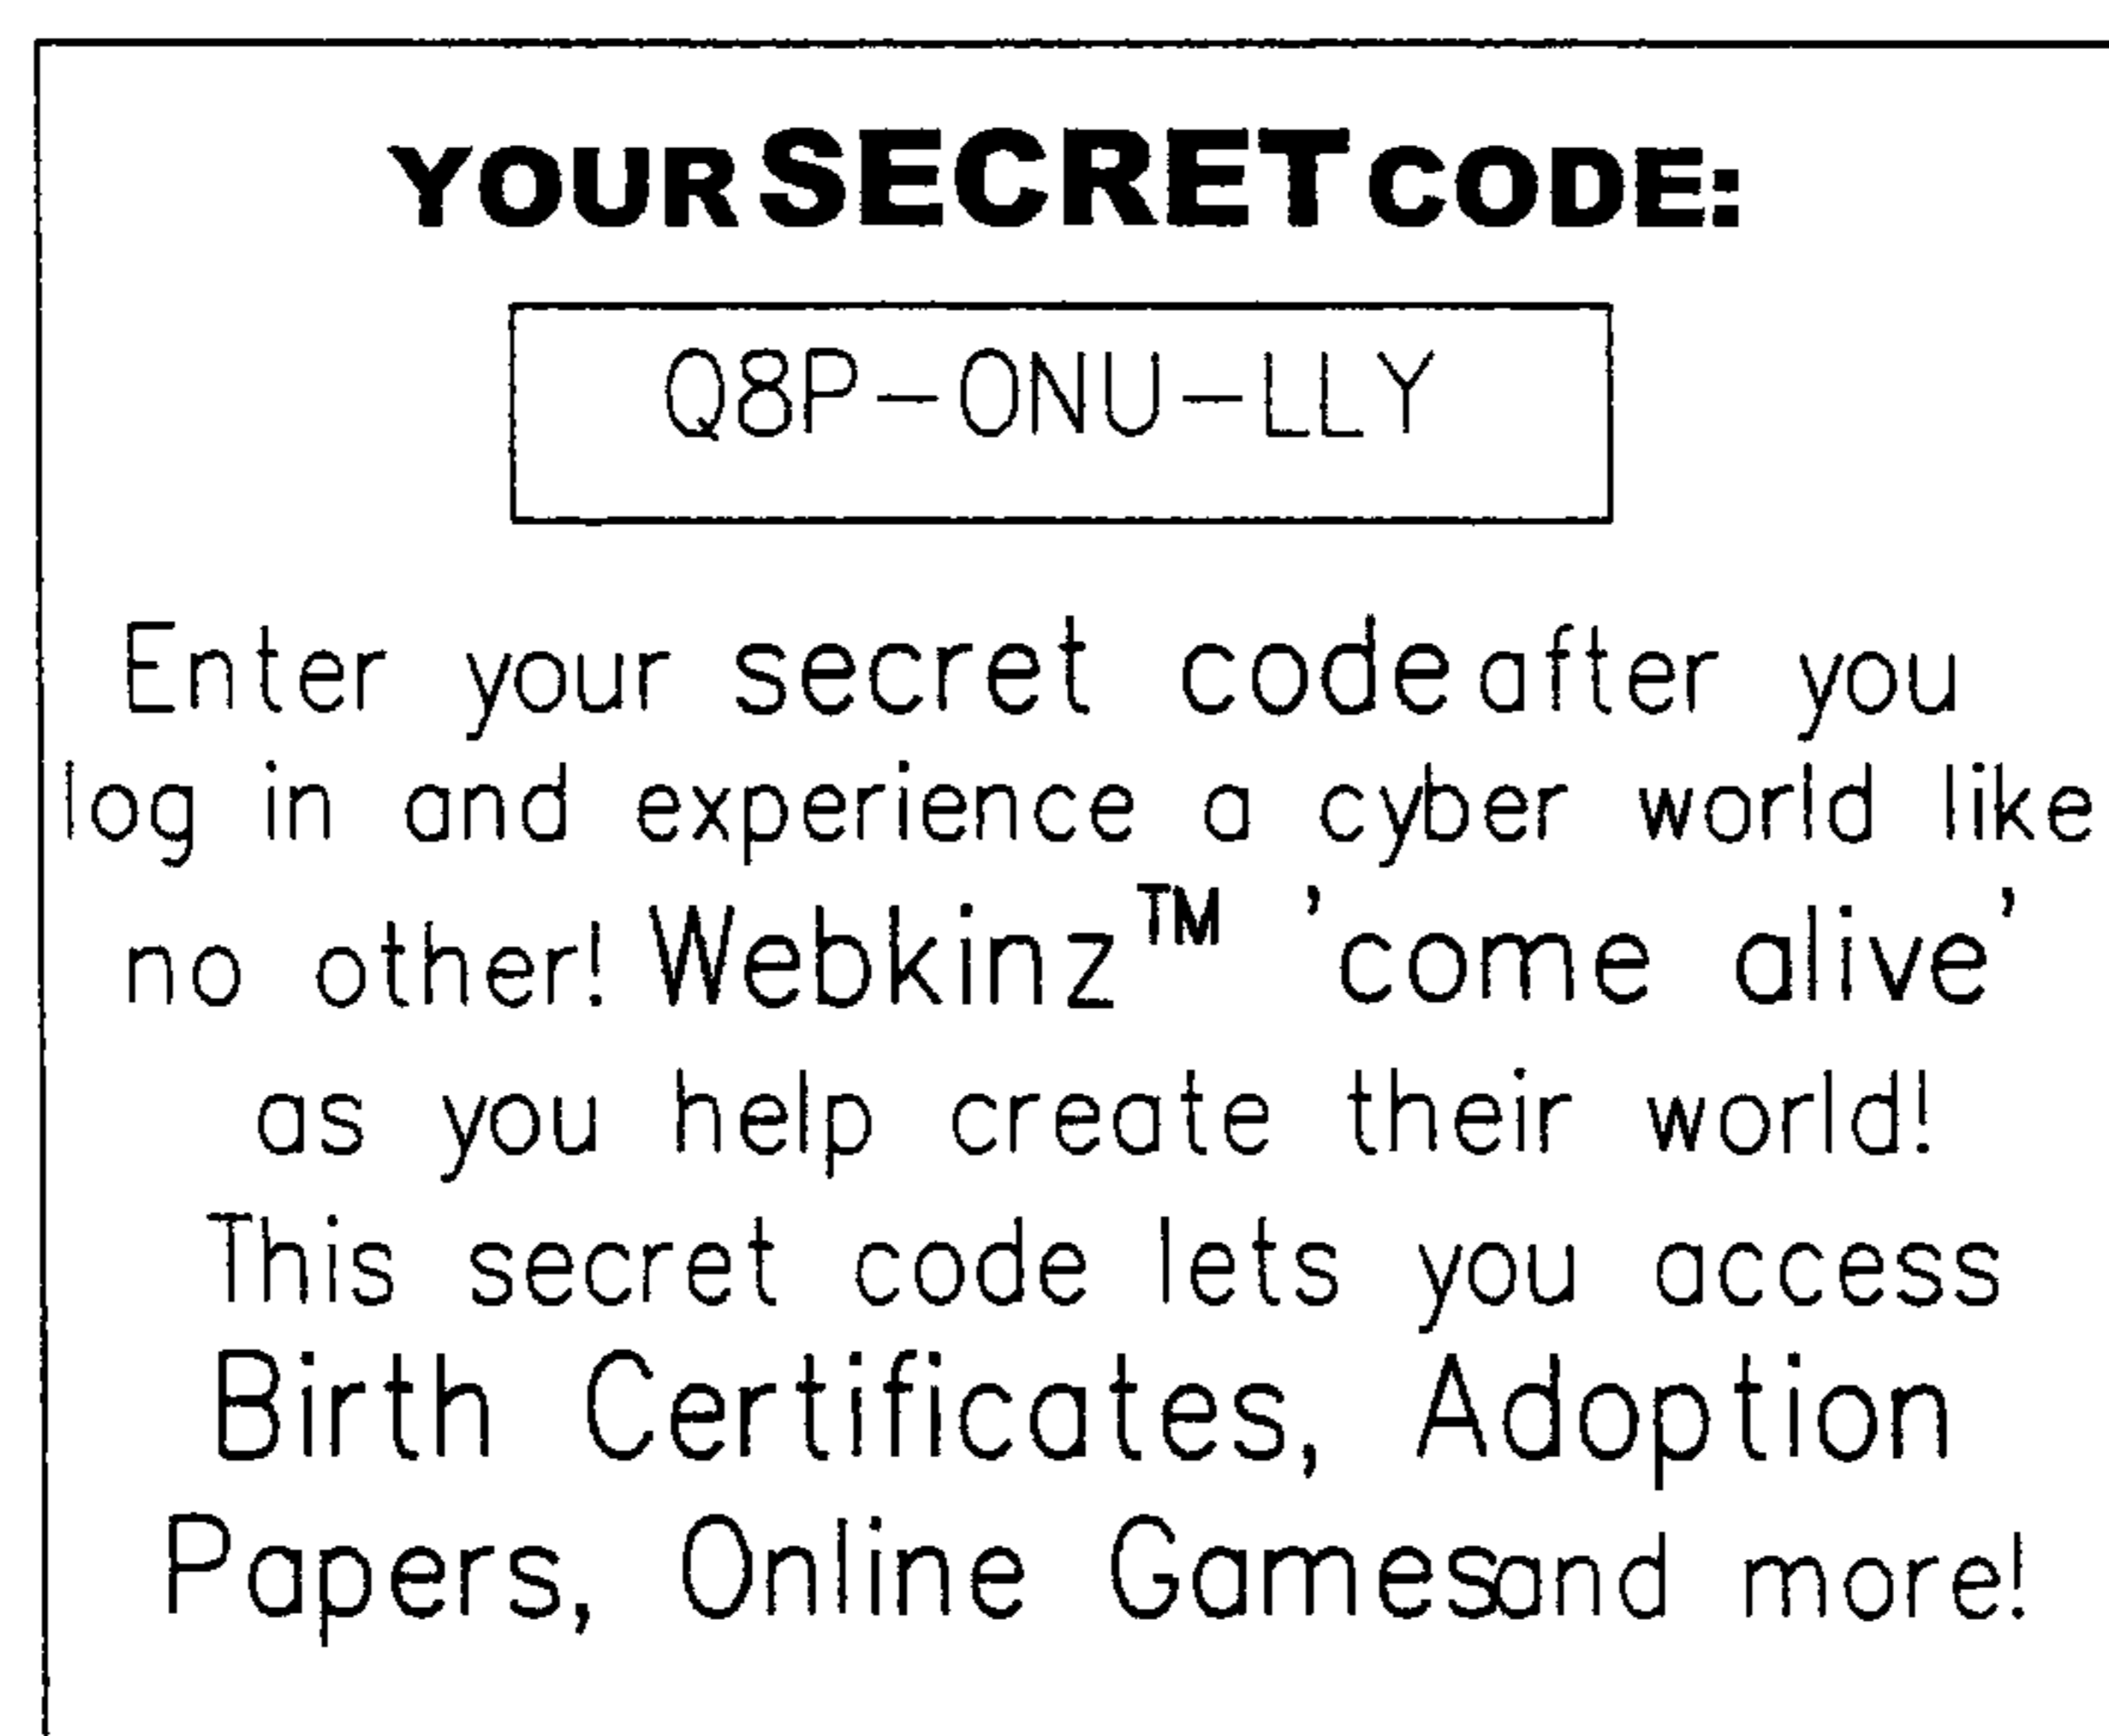 YOUR SECRET CODE:
Q8P-ONU-LLY
Enter your secret code after you
log in and experience a cyber world like
no other! Webkinz™ 'come alive'
as you help create their world!
This secret code lets you access
Birth Certificates, Adoption
Papers, Online Games and more!